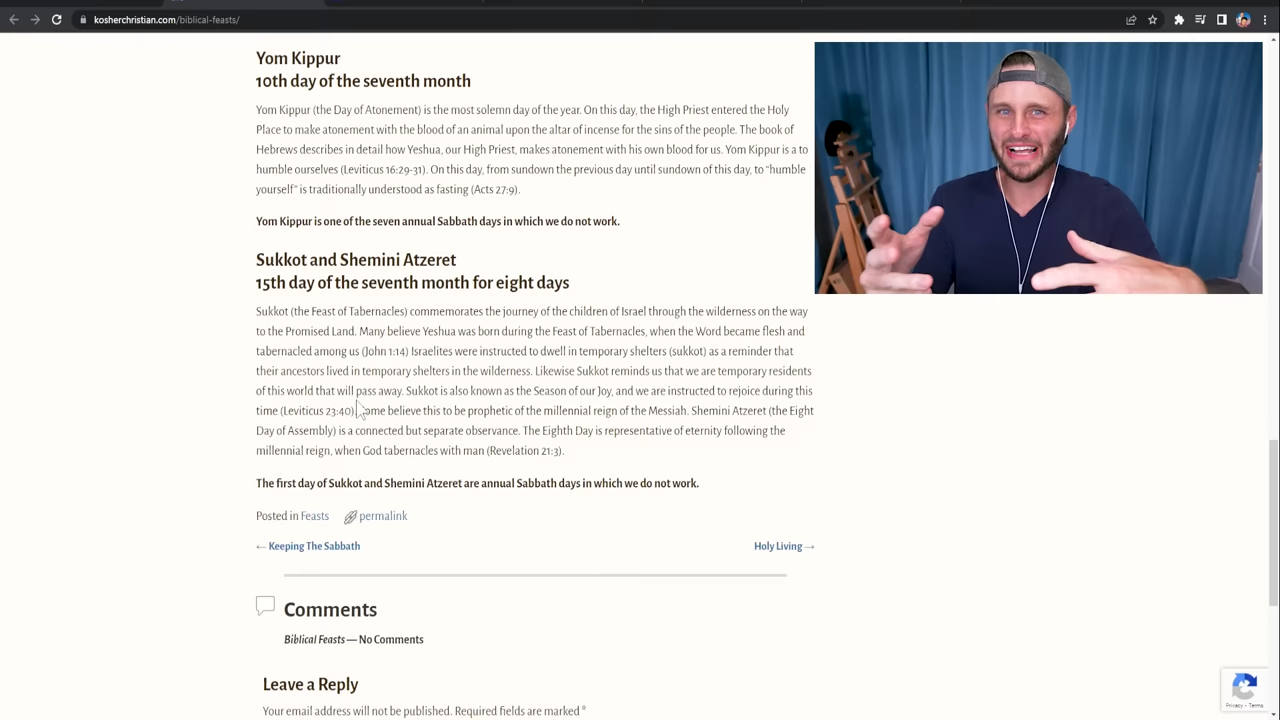 kosherchristian.com/biblical-feasts/
Yom Kippur
10th day of the seventh month
Yom Kippur (the Day of Atonement) is the most solemn day of the year. On this day, the High Priest entered the Holy
Place to make atonement with the blood of an animal upon the altar of incense for the sins of the people. The book of
Hebrews describes in detail how Yeshua, our High Priest, makes atonement with his own blood for us. Yom Kippur is a to
humble ourselves (Leviticus 16:29-31). On this day, from sundown the previous day until sundown of this day, to “humble
yourself” is traditionally understood as fasting (Acts 27:9).
Yom Kippur is one of the seven annual Sabbath days in which we do not work.
Sukkot and Shemini Atzeret
15th day of the seventh month for eight days
Sukkot (the Feast of Tabernacles) commemorates the journey of the children of Israel through the wilderness on the way
to the Promised Land. Many believe Yeshua was born during the Feast of Tabernacles, when the Word became flesh and
tabernacled among us (John 1:14) Israelites were instructed to dwell in temporary shelters (sukkot) as a reminder that
their ancestors lived in temporary shelters in the wilderness. Likewise Sukkot reminds us that we are temporary residents
of this world that will pass away. Sukkot is also known as the Season of our Joy, and we are instructed to rejoice during this
time (Leviticus 23:40). Some believe this to be prophetic of the millennial reign of the Messiah. Shemini Atzeret (the Eight
Day of Assembly) is a connected but separate observance. The Eighth Day is representative of eternity following the
millennial reign, when God tabernacles with man (Revelation 21:3).
The first day of Sukkot and Shemini Atzeret are annual Sabbath days in which we do not work.
Posted in Feasts permalink
← Keeping The Sabbath
Holy Living →
Comments
Biblical Feasts — No Comments
Leave a Reply
Your email address will not be published. Required fields are marked *
Privacy - Terms